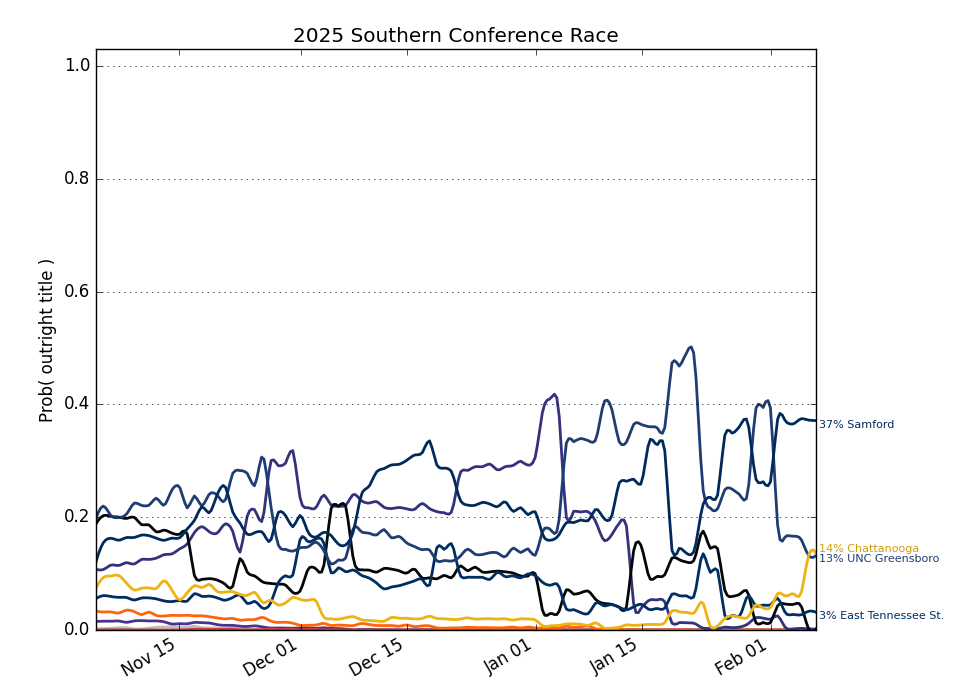 2025 Southern Conference Race
Prob( outright title )
1.0
0.8
0.6
0.4
0.2
0.0
37% Samford
14% Chattanooga
13% UNC Greensboro
3% East Tennessee St.
Nov 15
Dec 01
Dec 15
Jan 01
Jan 15
Feb 01